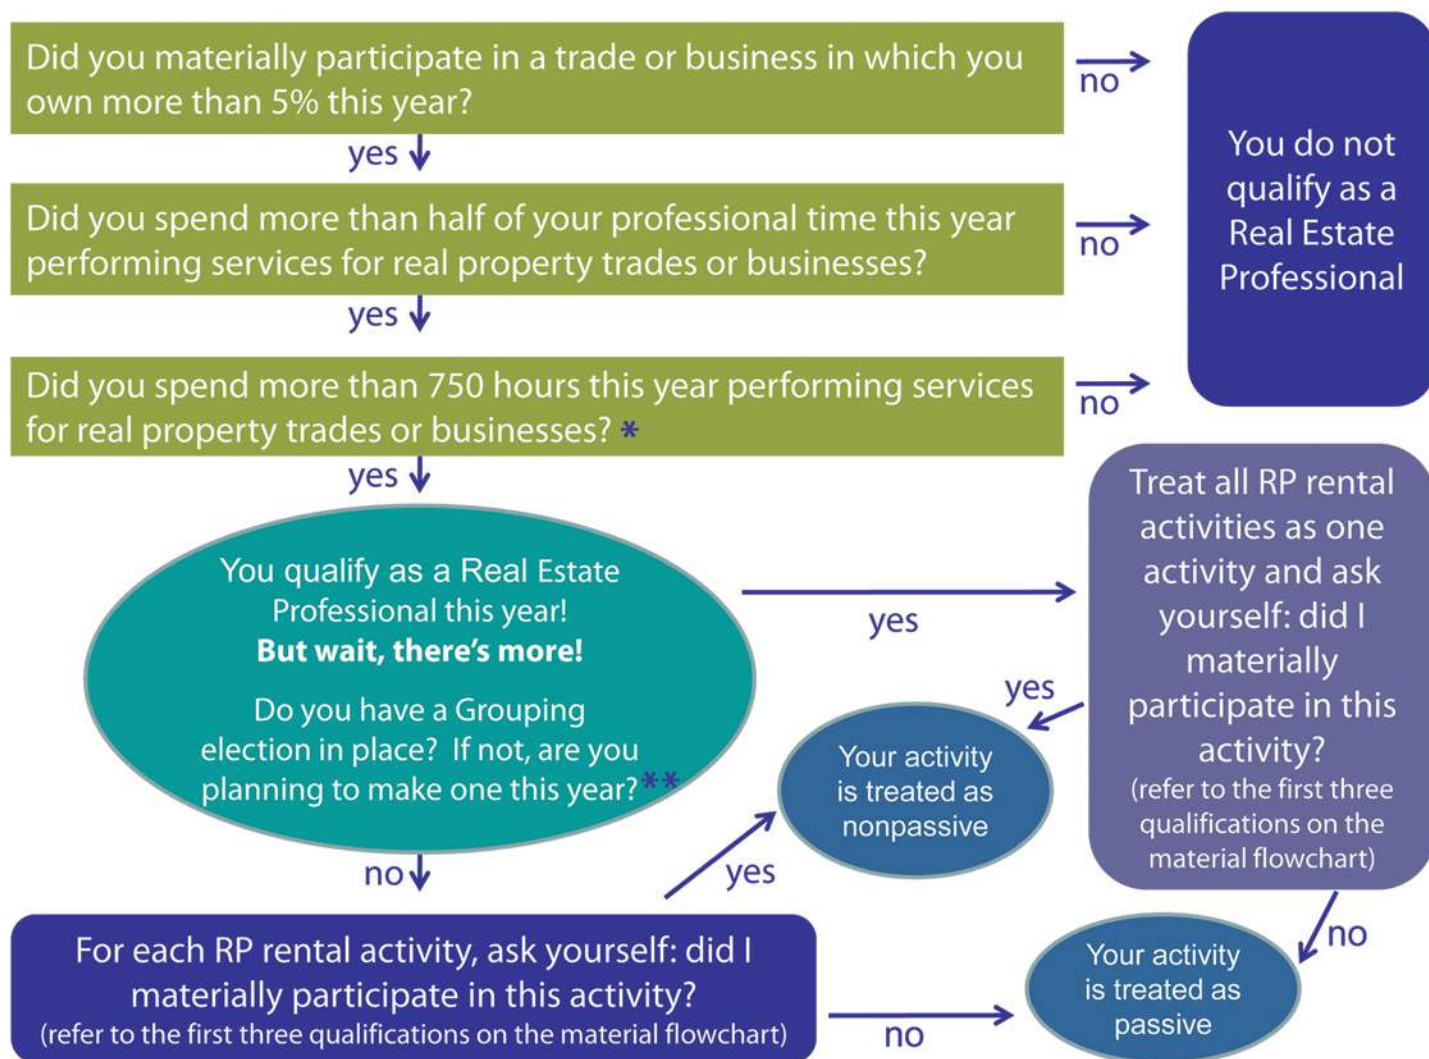 Did you materially participate in a trade or business in which you
own more than 5% this year?
no
yes
You do not
qualify as a
Real Estate
Professional
Did you spend more than half of your professional time this year
performing services for real property trades or businesses?
no
yes
Did you spend more than 750 hours this year performing services
for real property trades or businesses? *
no
yes
You qualify as a Real Estate
Professional this year!
But wait, there's more!
Do you have a Grouping
election in place? If not, are you
planning to make one this year?**
yes
Treat all RP rental
activities as one
activity and ask
yourself: did I
materially
participate in this
activity?
(refer to the first three
qualifications on the
material flowchart)
yes
Your activity
is treated as
nonpassive
no
yes
For each RP rental activity, ask yourself: did I
materially participate in this activity?
(refer to the first three qualifications on the material flowchart)
no
no
Your activity
is treated as
passive